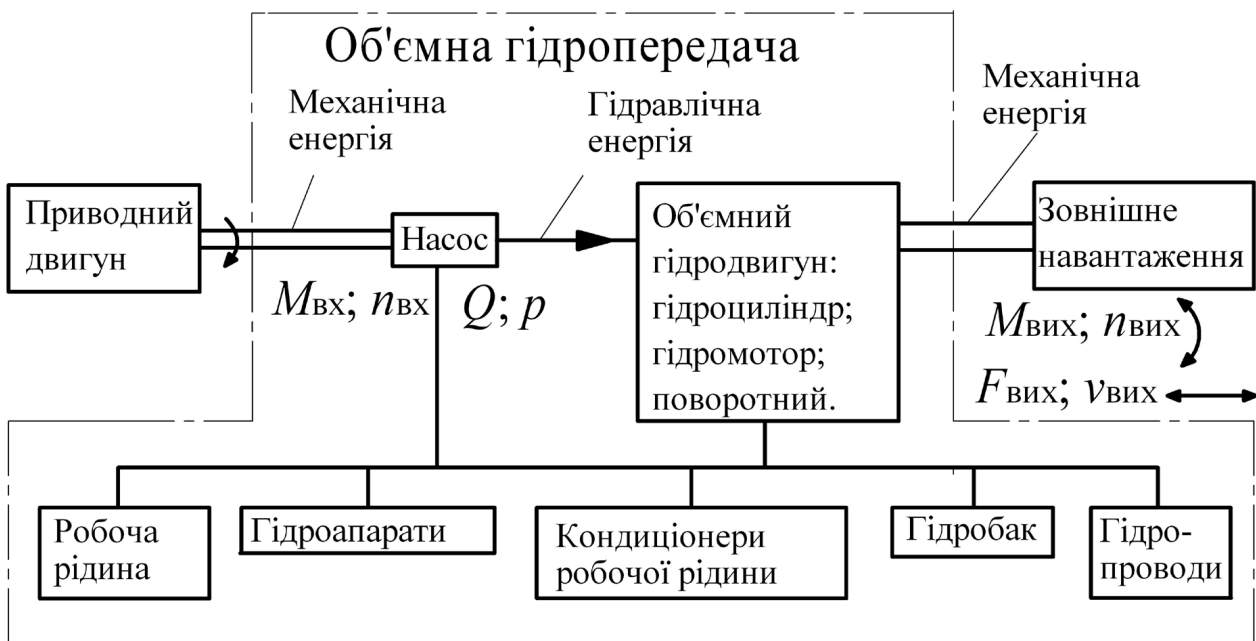 Об'ємна гідропередача
Механічна
енергія
Гідравлічна
енергія
Механічна
енергія
Приводний
двигун
Насос
Об'ємний
гідродвигун:
гідроциліндр;
гідромотор;
поворотний.
Зовнішне
навантаження
Mвх; nвх
Q; p
Mвих; nвих
Fвих; vвих
Робоча
рідина
Гідроапарати
Кондиціонери
робочої рідини
Гідробак
Гідро-
проводи